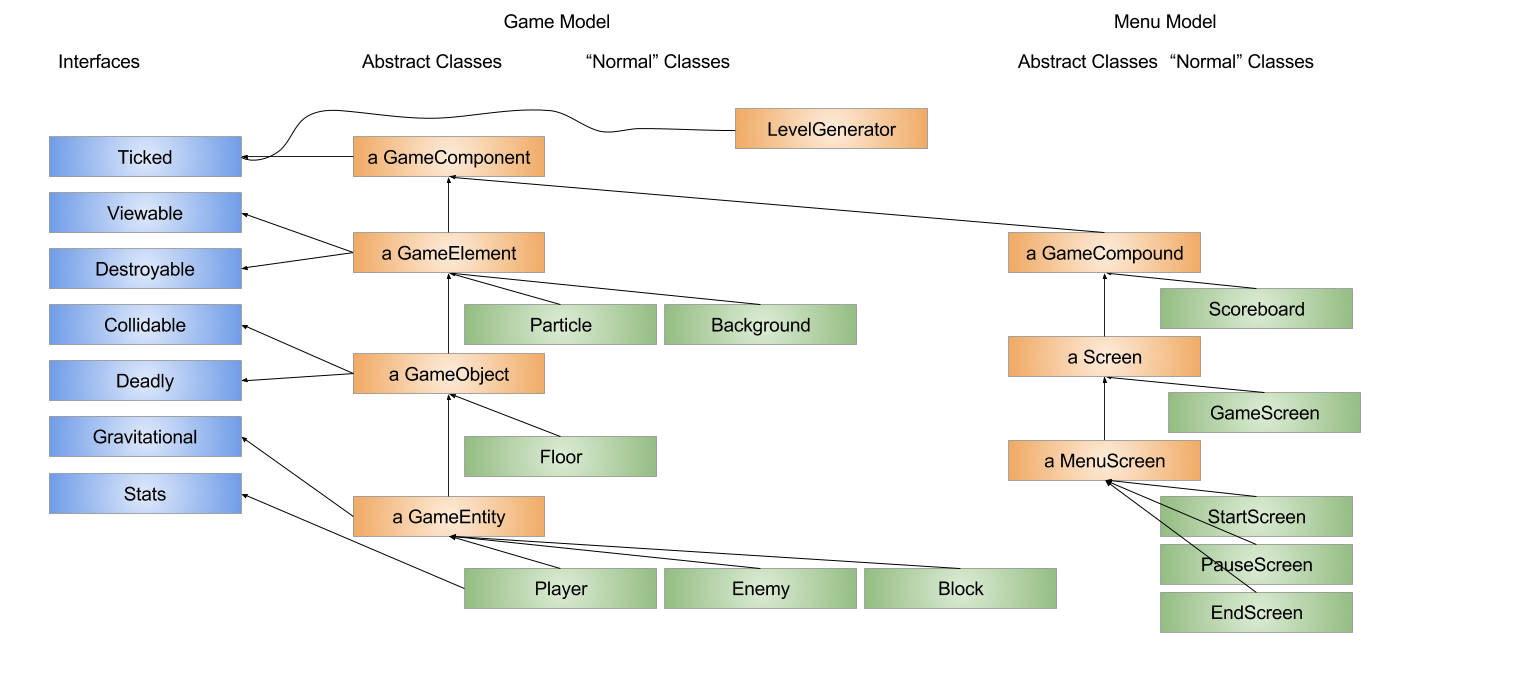 Game Model
Menu Model
Interfaces
Abstract Classes
“Normal” Classes
Abstract Classes
“Normal” Classes
LevelGenerator
Ticked
a GameComponent
Viewable
a GameElement
a GameCompound
Destroyable
Scoreboard
Collidable
Particle
Background
a Screen
Deadly
a GameObject
GameScreen
Gravitational
Floor
a MenuScreen
Stats
a GameEntity
StartScreen
PauseScreen
Player
Enemy
Block
EndScreen